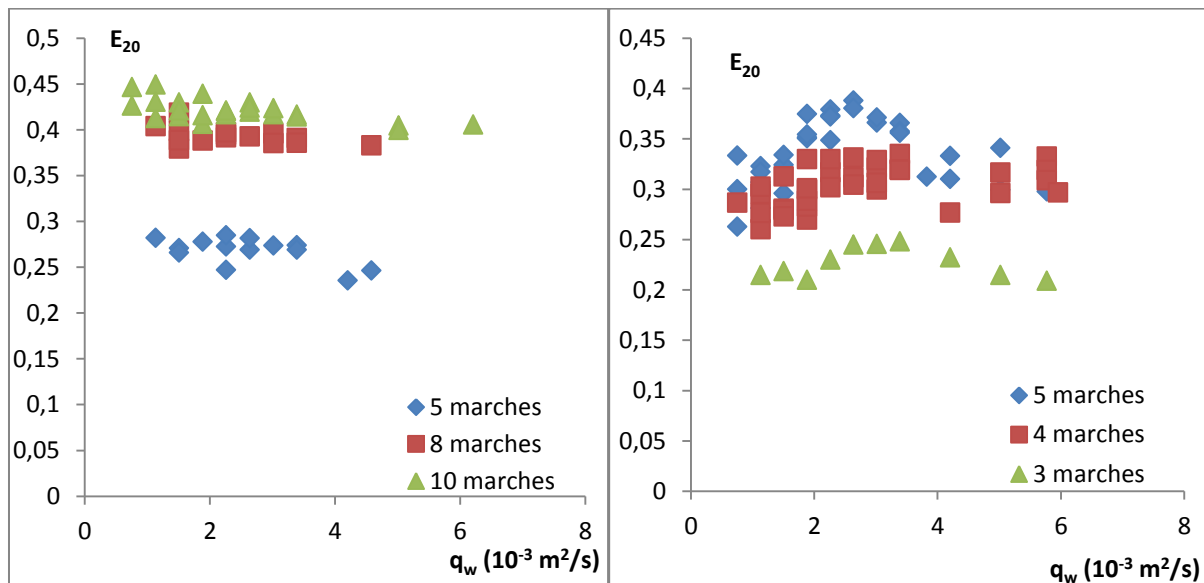 E₂₀
0,5
0,45
0,4
0,35
0,3
0,25
0,2
0,15
0,1
0,05
0
0 2 4 6 8
q_w (10⁻³ m²/s)
5 marches
8 marches
10 marches
E₂₀
0,45
0,4
0,35
0,3
0,25
0,2
0,15
0,1
0,05
0
0 2 4 6 8
q_w (10⁻³ m²/s)
5 marches
4 marches
3 marches